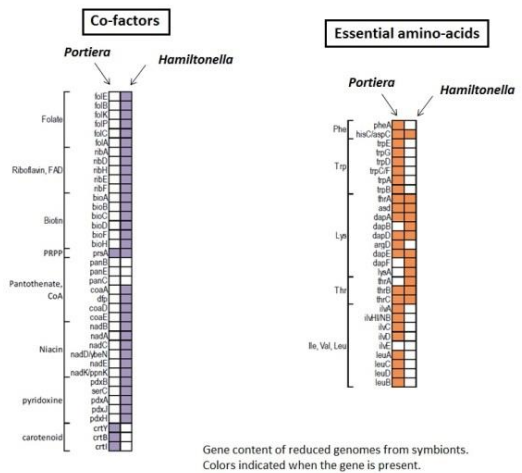 Co-factors
Portiera
Hamiltonella
Folate
folE
folB
folK
folP
folC
folA
Riboflavin, FAD
ribA
ribD
ribH
ribE
ribF
Biotin
bioA
bioB
bioC
bioD
bioF
bioH
PRPP
prsA
Pantothenate,
CoA
panB
panE
panC
coaA
dfp
coaD
coaE
Niacin
nadB
nadA
nadC
nadD/ybeN
nadE
nadK/ppnK
pyridoxine
pdxB
serC
pdxA
pdxJ
pdxH
carotenoid
crtY
crtB
crtI
Essential amino-acids
Portiera
Hamiltonella
Phe
pheA
hisC/aspC
Trp
trpE
trpG
trpD
trpC/F
trpA
trpB
Lys
thrA
asd
dapA
dapB
dapD
argD
dapE
dapF
lysA
Thr
thrA
thrB
thrC
Ile, Val, Leu
ilvA
ilvHI/NB
ilvC
ilvD
ilvE
leuA
leuC
leuD
leuB
Gene content of reduced genomes from symbionts.
Colors indicated when the gene is present.